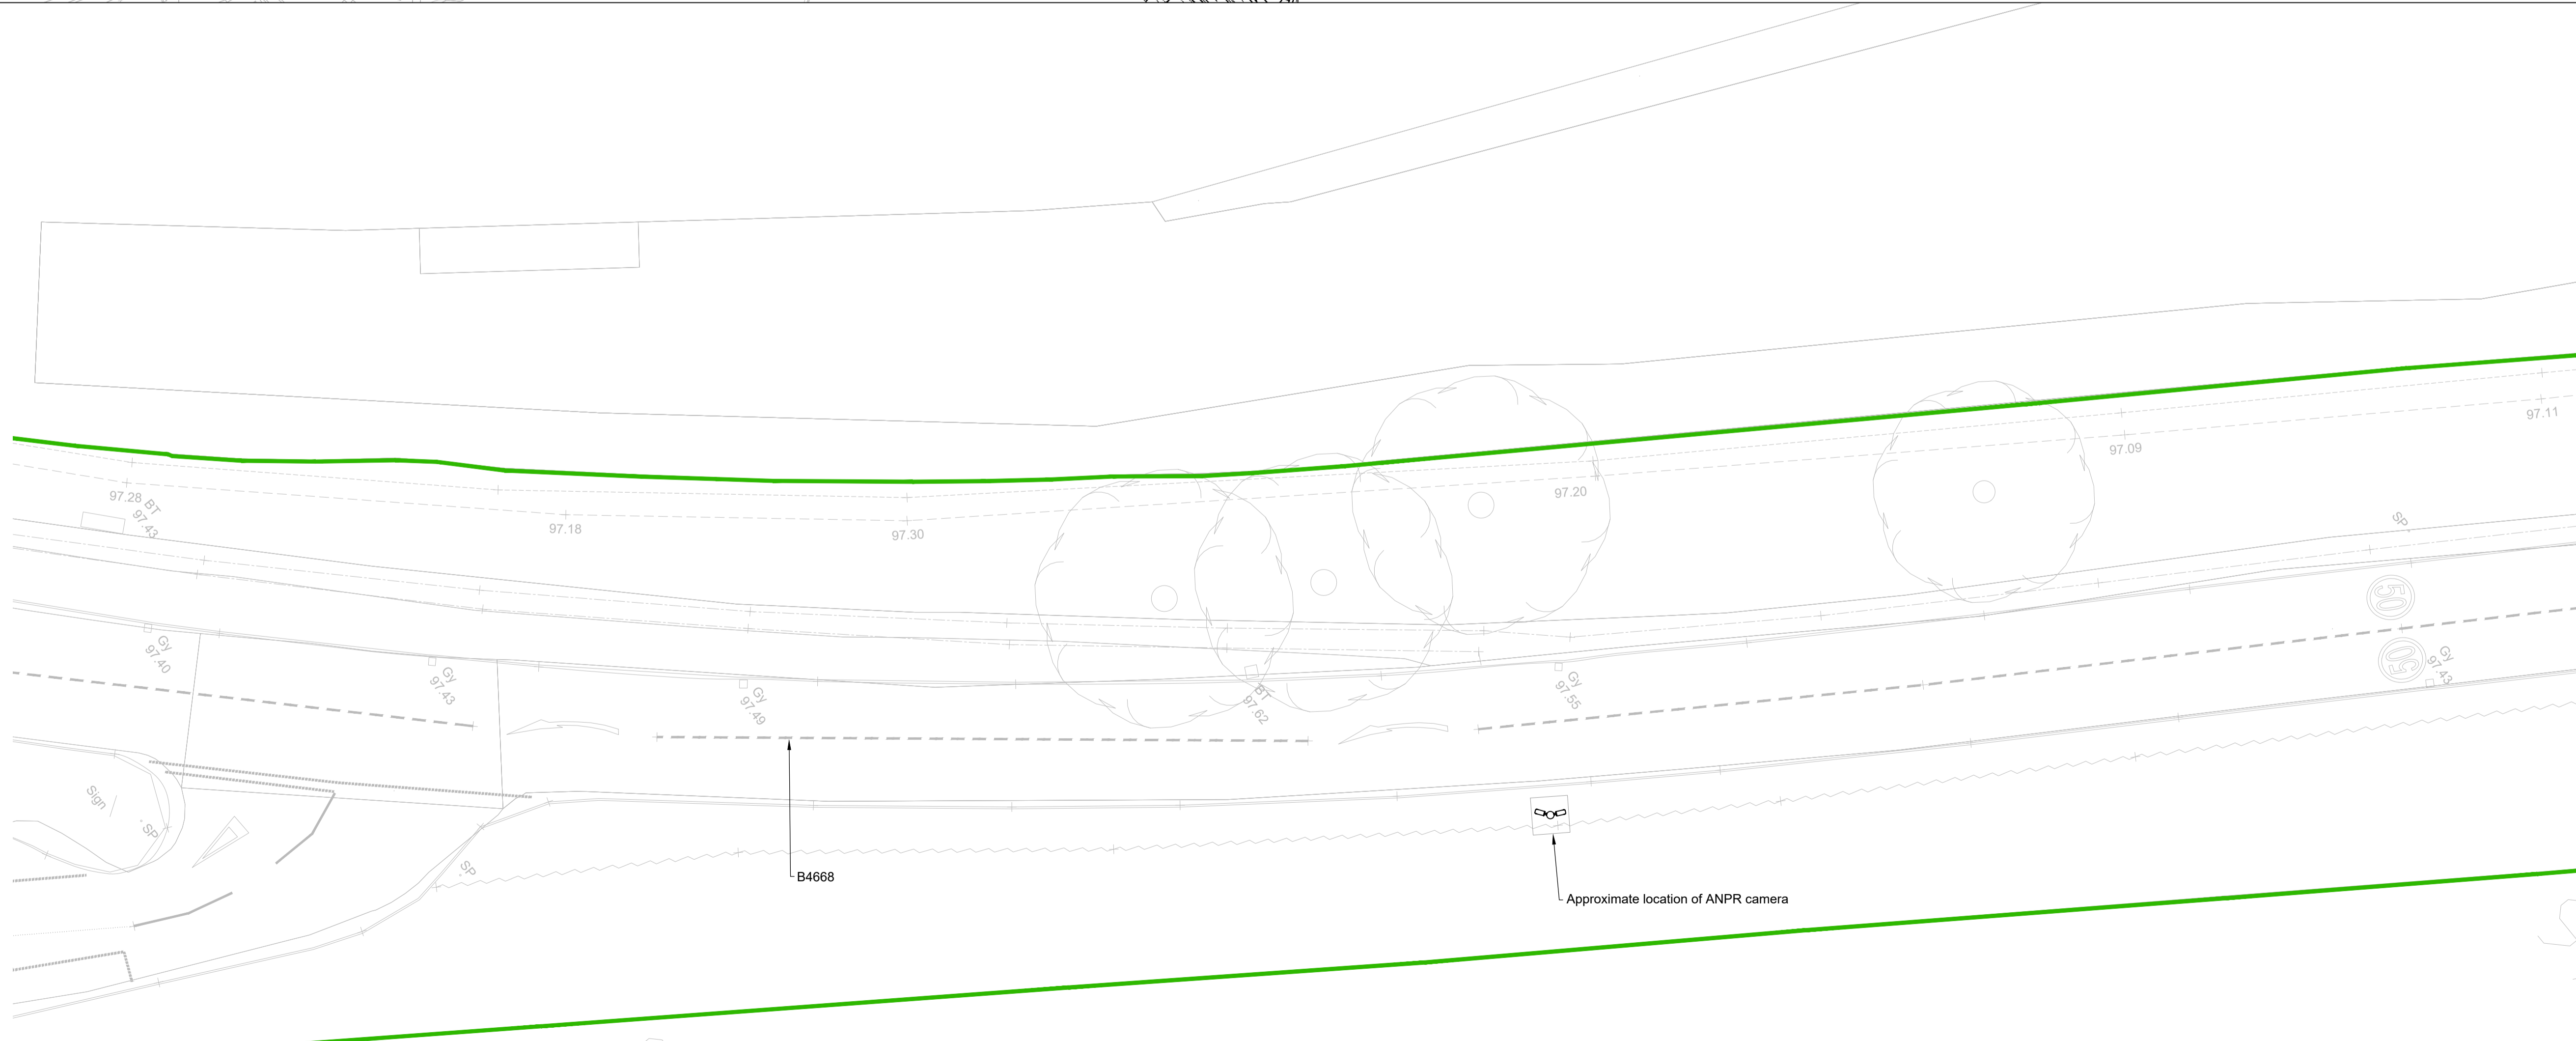 97.11
97.09
97.20
97.28
BT
97.43
97.18
97.30
SP
50
50
Gy
97.43
Gy
97.40
Gy
97.43
Gy
97.49
BT
97.62
Gy
97.55
Sign
SP
SP
B4668
Approximate location of ANPR camera